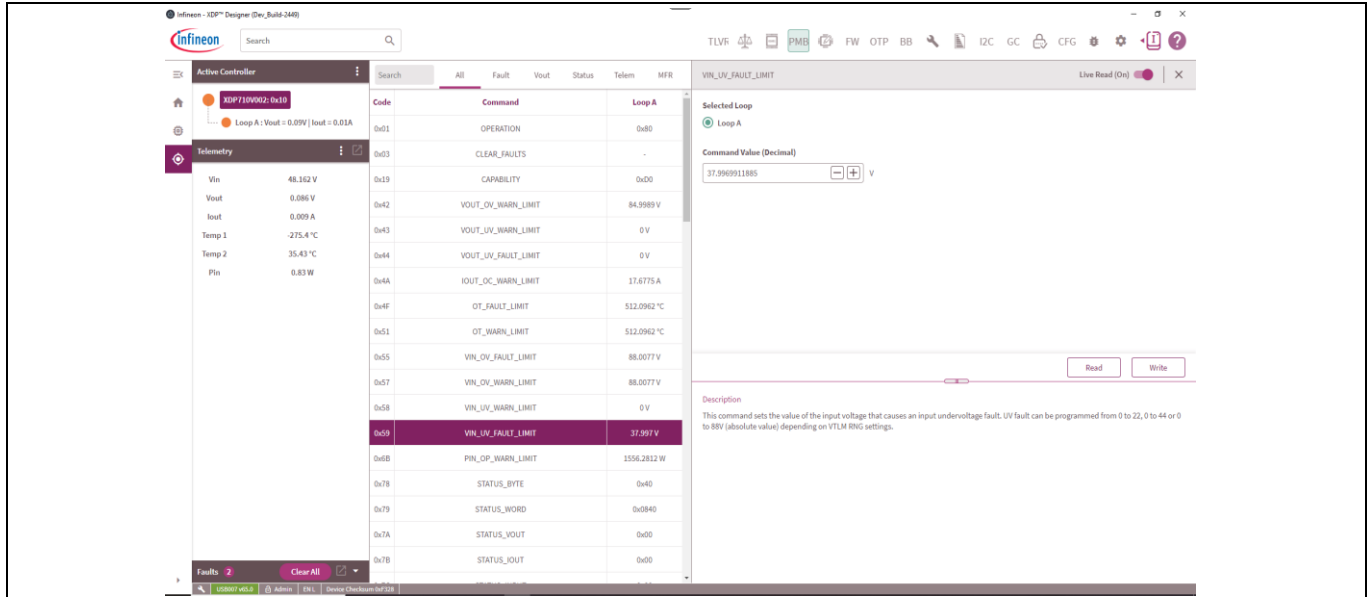 Infineon - XDP™ Designer (Dev_Build-2449)
infineon
Search
TLVR PMB FW OTP BB I2C GC CFG
Active Controller
XDP710V002: 0x10
Loop A : Vout = 0.09V | Iout = 0.01A
Telemetry
Vin 48.162 V
Vout 0.086 V
Iout 0.009 A
Temp 1 -275.4 °C
Temp 2 35.43 °C
Pin 0.83 W
Faults 2 Clear All
Search All Fault Vout Status Telem MFR
Code Command Loop A
0x01 OPERATION 0x80
0x03 CLEAR_FAULTS -
0x19 CAPABILITY 0xD0
0x42 VOUT_OV_WARN_LIMIT 84.9989 V
0x43 VOUT_UV_WARN_LIMIT 0 V
0x44 VOUT_UV_FAULT_LIMIT 0 V
0x4A IOUT_OC_WARN_LIMIT 17.6775 A
0x4F OT_FAULT_LIMIT 512.0962 °C
0x51 OT_WARN_LIMIT 512.0962 °C
0x55 VIN_OV_FAULT_LIMIT 88.0077 V
0x57 VIN_OV_WARN_LIMIT 88.0077 V
0x58 VIN_UV_WARN_LIMIT 0 V
0x59 VIN_UV_FAULT_LIMIT 37.997 V
0x6B PIN_OP_WARN_LIMIT 1556.2812 W
0x78 STATUS_BYTE 0x40
0x79 STATUS_WORD 0x0840
0x7A STATUS_VOUT 0x00
0x7B STATUS_IOUT 0x00
VIN_UV_FAULT_LIMIT Live Read (On)
Selected Loop
Loop A
Command Value (Decimal)
37.9969911885 V
Read Write
Description
This command sets the value of the input voltage that causes an input undervoltage fault. UV fault can be programmed from 0 to 22, 0 to 44 or 0
to 88V (absolute value) depending on VTLM RNG settings.
USB007 v05.0 Admin EN L Device Checksum 0xF328